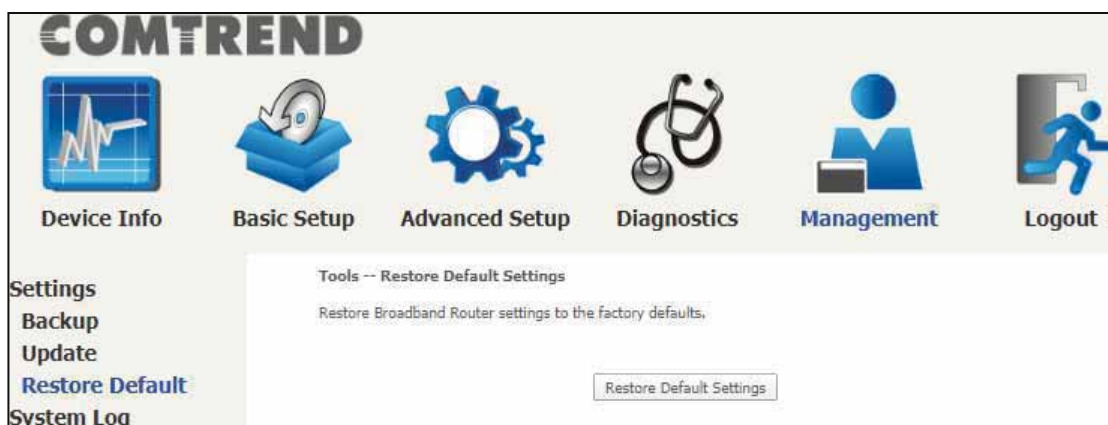 COMTREND
Device Info Basic Setup Advanced Setup Diagnostics Management Logout
Settings
Backup
Update
Restore Default
System Log
Tools -- Restore Default Settings
Restore Broadband Router settings to the factory defaults.
Restore Default Settings